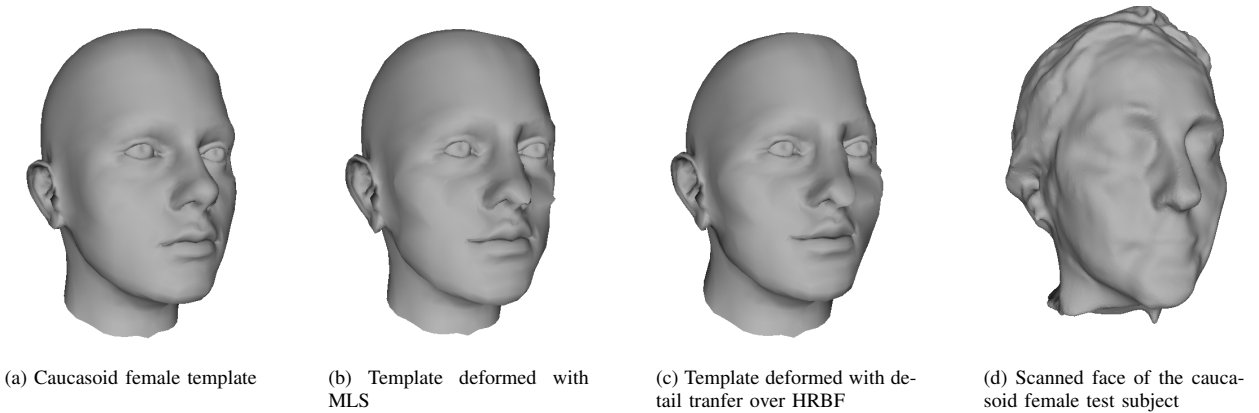 (a) Caucasoid female template
(b) Template deformed with
MLS
(c) Template deformed with de-
tail tranfer over HRBF
(d) Scanned face of the cauca-
soid female test subject